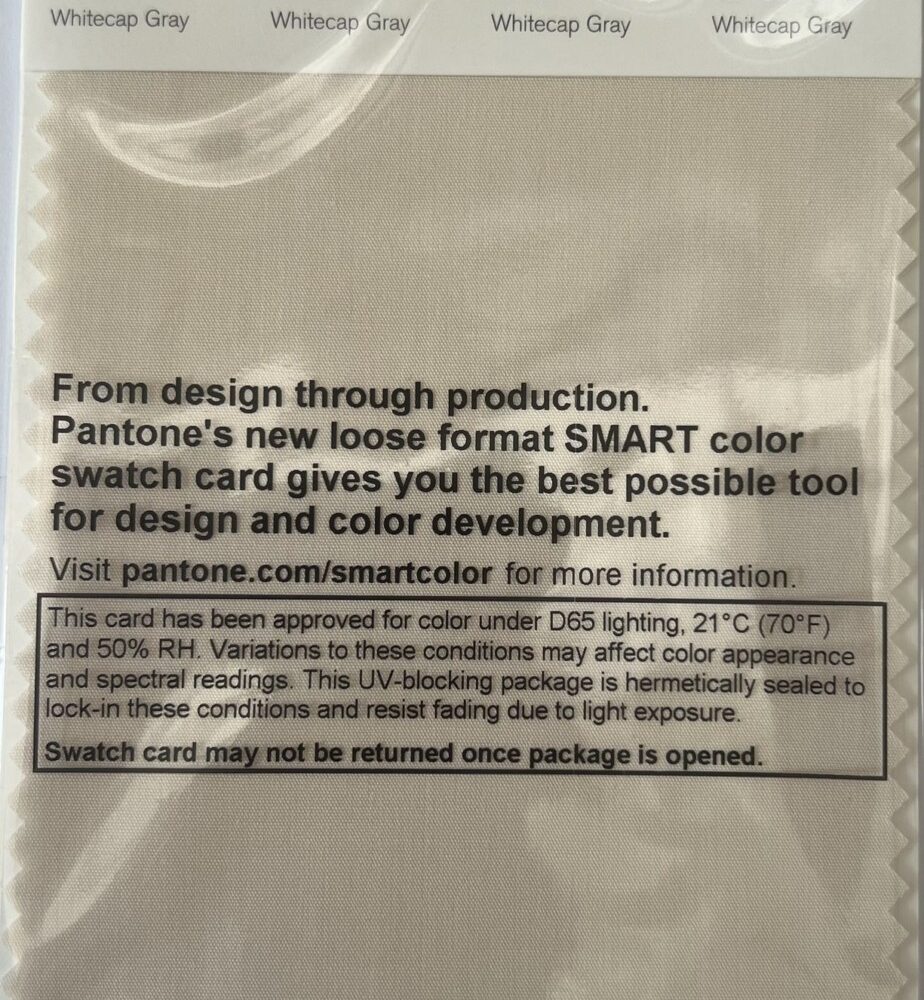 Whitecap Gray Whitecap Gray Whitecap Gray Whitecap Gray
From design through production.
Pantone's new loose format SMART color
swatch card gives you the best possible tool
for design and color development.
Visit pantone.com/smartcolor for more information.
This card has been approved for color under D65 lighting, 21°C (70°F)
and 50% RH. Variations to these conditions may affect color appearance
and spectral readings. This UV-blocking package is hermetically sealed to
lock-in these conditions and resist fading due to light exposure.
Swatch card may not be returned once package is opened.